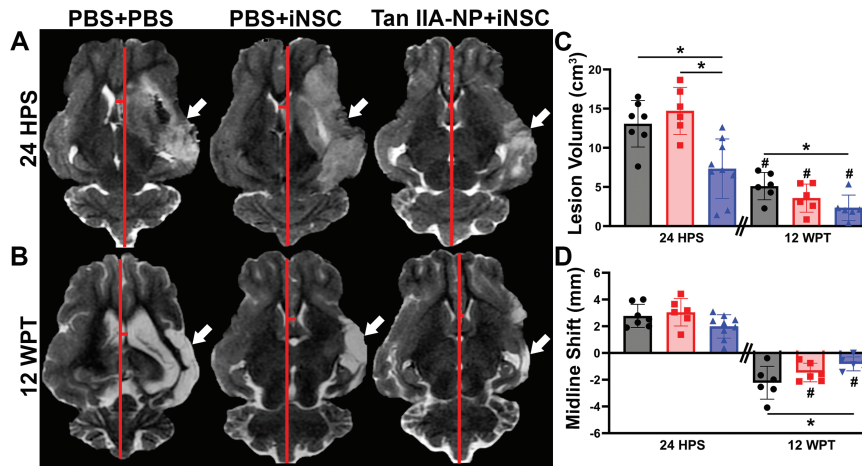 PBS+PBS PBS+iNSC Tan IIA-NP+iNSC
A
24 HPS
B
12 WPT
C
Lesion Volume (cm³)
20
15
10
5
0
*
*
*
# # #
24 HPS 12 WPT
D
Midline Shift (mm)
6
4
2
0
-2
-4
-6
# #
*
24 HPS 12 WPT